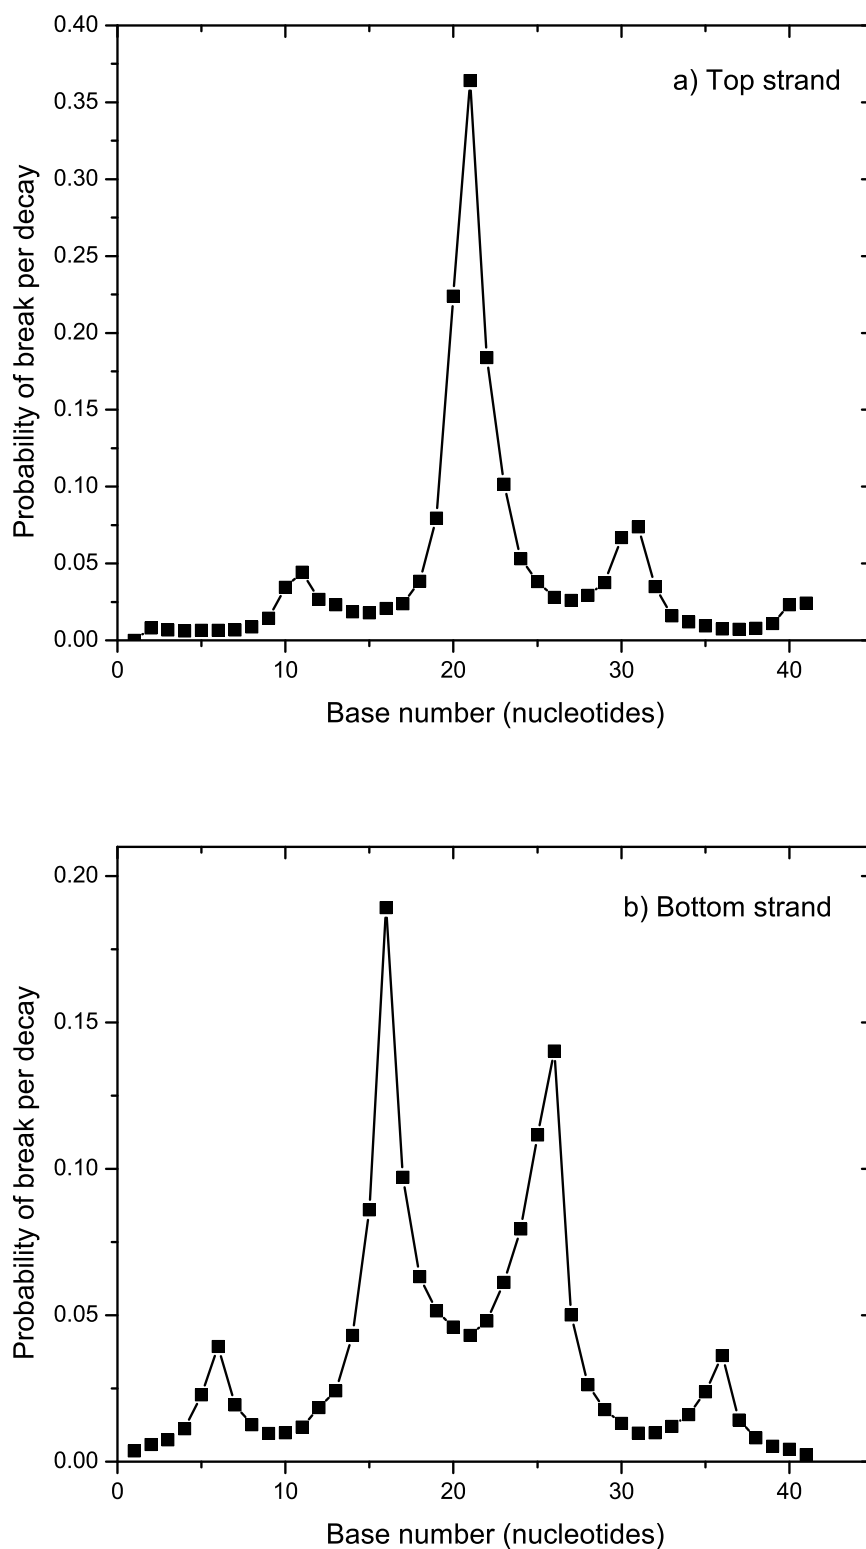 0.40
a) Top strand
0.35
0.30
0.25
0.20
0.15
0.10
0.05
0.00
Probability of break per decay
0 10 20 30 40
Base number (nucleotides)
0.20
b) Bottom strand
0.15
0.10
0.05
0.00
Probability of break per decay
0 10 20 30 40
Base number (nucleotides)